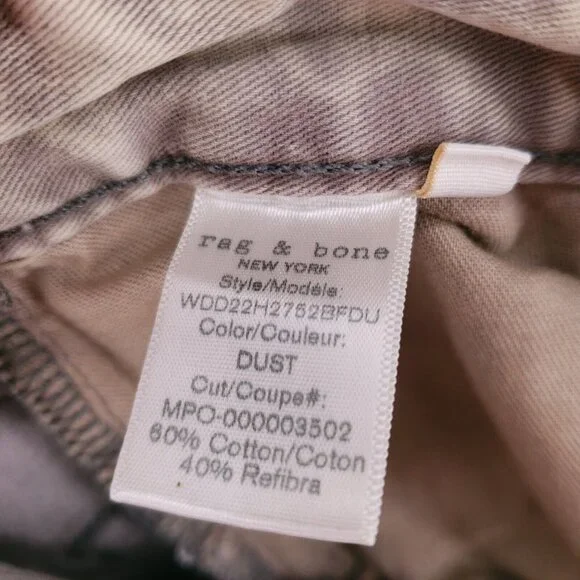 rag & bone
NEW YORK
Style/Modèle:
WDD22H2752BFDU
Color/Couleur:
DUST
Cut/Coupe#:
MPO-000003502
60% Cotton/Coton
40% Refibra